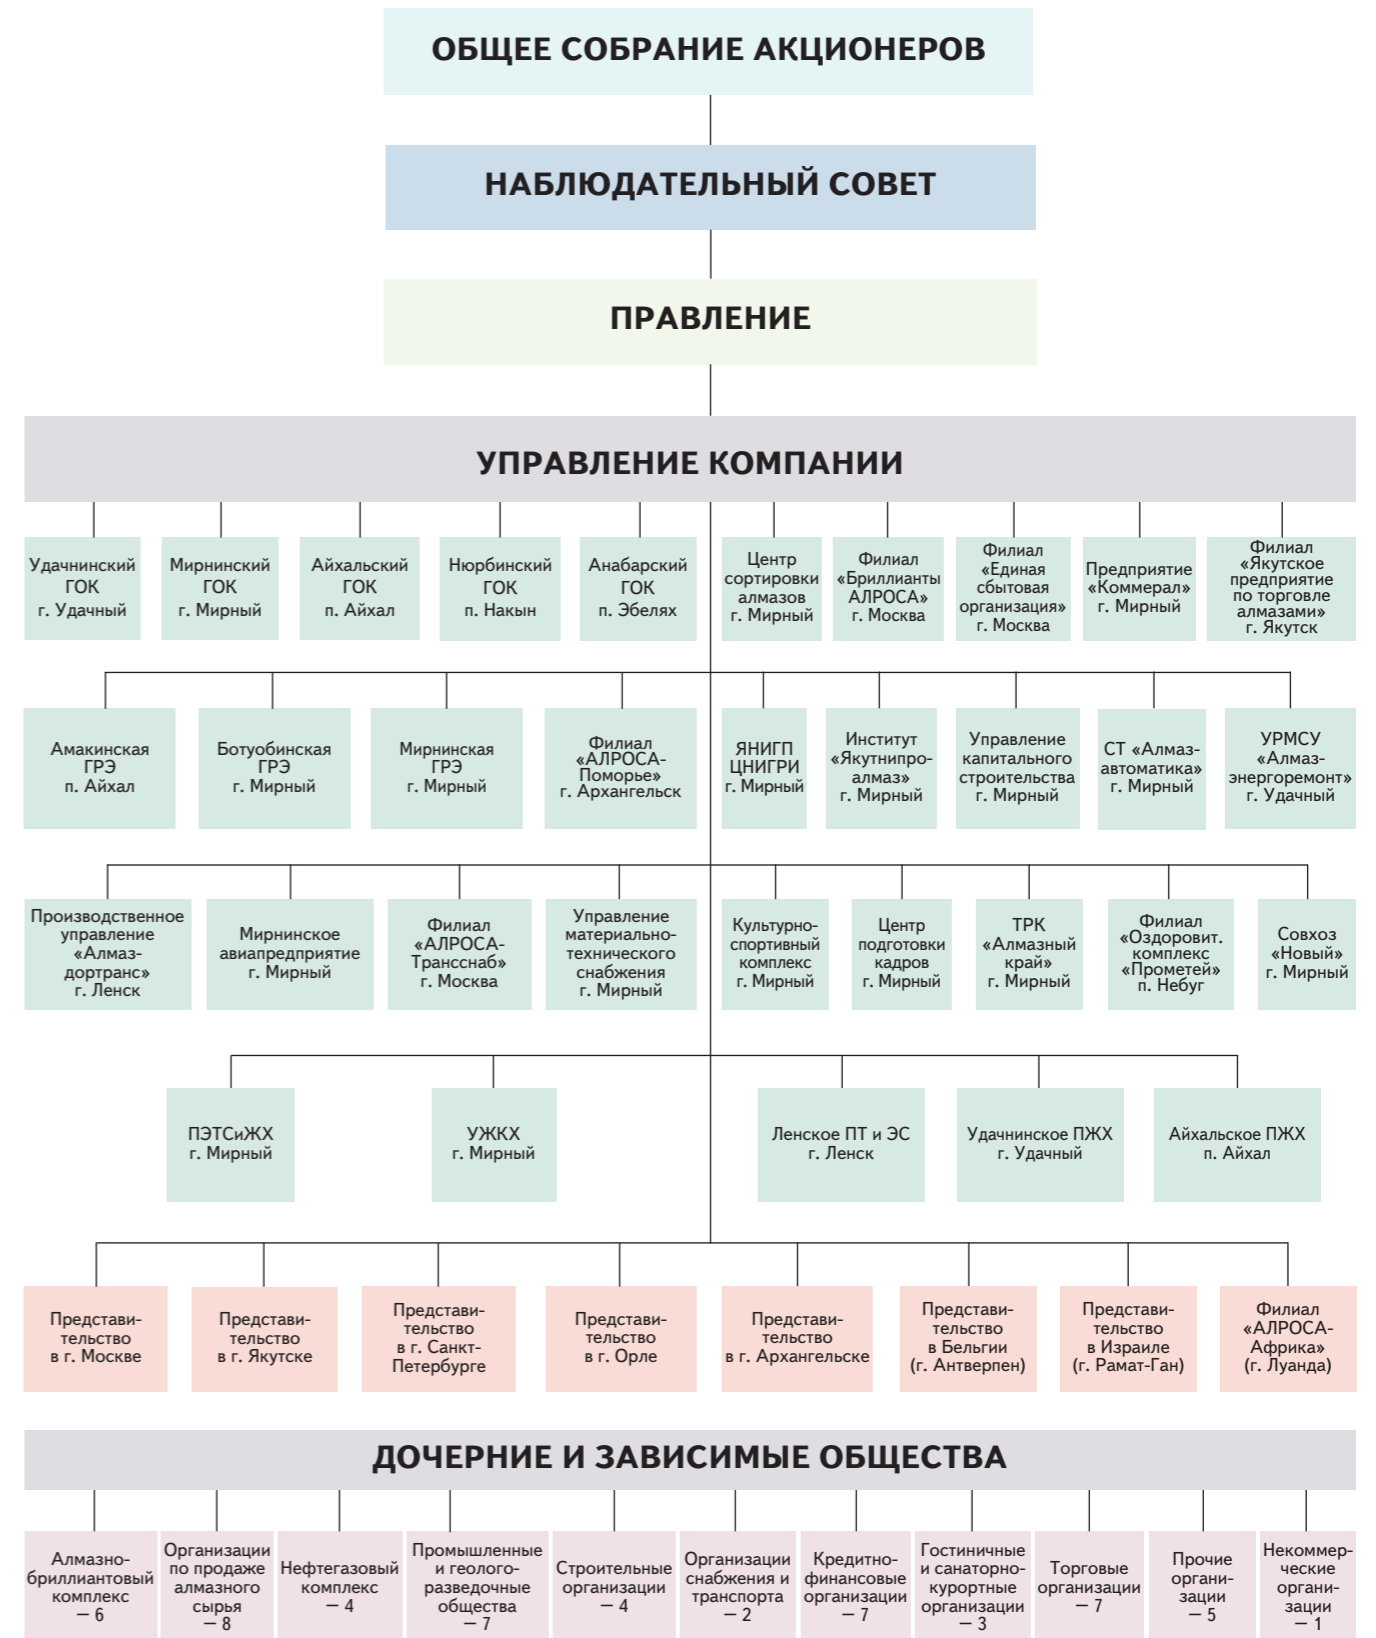 ОБЩЕЕ СОБРАНИЕ АКЦИОНЕРОВ
НАБЛЮДАТЕЛЬНЫЙ СОВЕТ
ПРАВЛЕНИЕ
УПРАВЛЕНИЕ КОМПАНИИ
Удачнинский
ГОК
г. Удачный
Мирнинский
ГОК
г. Мирный
Айхальский
ГОК
п. Айхал
Нюрбинский
ГОК
п. Накын
Анабарский
ГОК
п. Эбелях
Центр
сортировки
алмазов
г. Мирный
Филиал
«Бриллианты
АЛРОСА»
г. Москва
Филиал
«Единая
сбытовая
организация»
г. Москва
Предприятие
«Коммерал»
г. Мирный
Филиал
«Якутское
предприятие
по торговле
алмазами»
г. Якутск
Амакинская
ГРЭ
п. Айхал
Ботуобинская
ГРЭ
г. Мирный
Мирнинская
ГРЭ
г. Мирный
Филиал
«АЛРОСА-
Поморье»
г. Архангельск
ЯНИГП
ЦНИГРИ
г. Мирный
Институт
«Якутнипро-
алмаз»
г. Мирный
Управление
капитального
строительства
г. Мирный
СТ «Алмаз-
автоматика»
г. Мирный
УРМСУ
«Алмаз-
энергоремонт»
г. Удачный
Производственное
управление
«Алмаз-
дортранс»
г. Ленск
Мирнинское
авиапредприятие
г. Мирный
Филиал
«АЛРОСА-
Трансснаб»
г. Москва
Управление
материально-
технического
снабжения
г. Мирный
Культурно-
спортивный
комплекс
г. Мирный
Центр
подготовки
кадров
г. Мирный
ТРК
«Алмазный
край»
г. Мирный
Филиал
«Оздоровит.
комплекс
«Прометей»
п. Небуг
Совхоз
«Новый»
г. Мирный
ПЭТСиЖХ
г. Мирный
УЖКХ
г. Мирный
Ленское ПТ и ЭС
г. Ленск
Удачнинское ПЖХ
г. Удачный
Айхальское ПЖХ
п. Айхал
Представи-
тельство
в г. Москве
Представи-
тельство
в г. Якутске
Представи-
тельство
в г. Санкт-
Петербурге
Представи-
тельство
в г. Орле
Представи-
тельство
в г. Архангельске
Представи-
тельство
в Бельгии
(г. Антверпен)
Представи-
тельство
в Израиле
(г. Рамат-Ган)
Филиал
«АЛРОСА-
Африка»
(г. Луанда)
ДОЧЕРНИЕ И ЗАВИСИМЫЕ ОБЩЕСТВА
Алмазно-
бриллиантовый
комплекс
— 6
Организации
по продаже
алмазного
сырья
— 8
Нефтегазовый
комплекс
— 4
Промышленные
и геолого-
разведочные
общества
— 7
Строительные
организации
— 4
Организации
снабжения и
транспорта
— 2
Кредитно-
финансовые
организации
— 7
Гостиничные
и санаторно-
курортные
организации
— 3
Торговые
организации
— 7
Прочие
органи-
зации
— 5
Некоммер-
ческие
органи-
зации
— 1